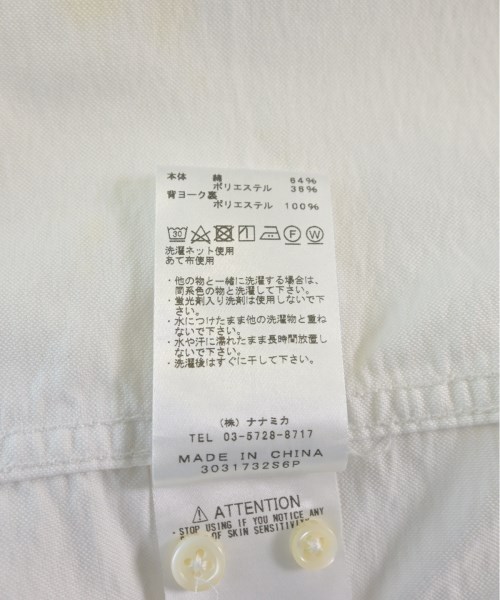 本体 綿 64%
ポリエステル 38%
背ヨーク裏
ポリエステル 100%
30 F W
洗濯ネット使用
あて布使用
・他の物と一緒に洗濯する場合は、
同系色の物と洗濯して下さい。
・蛍光剤入り洗剤は使用しないで下
さい。
・水につけたまま他の洗濯物と重ね
ないで下さい。
・水や汗に濡れたまま長時間放置し
ないで下さい。
・洗濯後はすぐに干して下さい。
(株) ナナミカ
TEL 03-5728-8717
MADE IN CHINA
3031732S6P
⚠ ATTENTION
・STOP USING IF YOU NOTICE ANY
OF SKIN SENSITIVITY